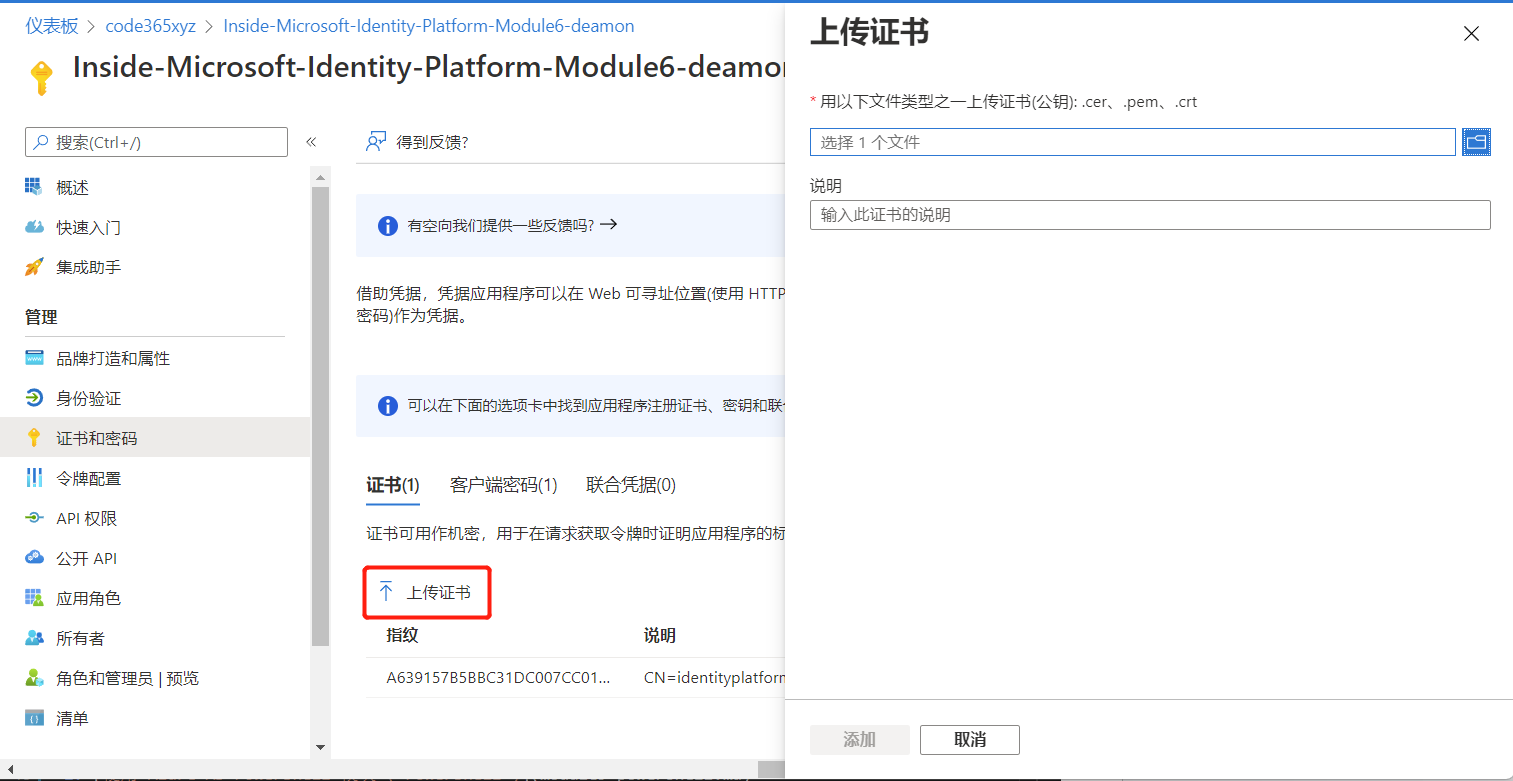 仪表板 > code365xyz > Inside-Microsoft-Identity-Platform-Module6-deamon
Inside-Microsoft-Identity-Platform-Module6-deamon
搜索(Ctrl+/)
«
概述
快速入门
集成助手
管理
品牌打造和属性
身份验证
证书和密码
令牌配置
API 权限
公开 API
应用角色
所有者
角色和管理员 | 预览
清单
得到反馈?
有空向我们提供一些反馈吗? →
借助凭据，凭据应用程序可以在 Web 可寻址位置(使用 HTTP
密码)作为凭据。
可以在下面的选项卡中找到应用程序注册证书、密钥和联
证书(1) 客户端密码(1) 联合凭据(0)
证书可用作机密，用于在请求获取令牌时证明应用程序的标
上传证书
指纹 说明
A639157B5BBC31DC007CC01... CN=identityplatform
上传证书
* 用以下文件类型之一上传证书(公钥): .cer、.pem、.crt
选择 1 个文件
说明
输入此证书的说明
添加 取消